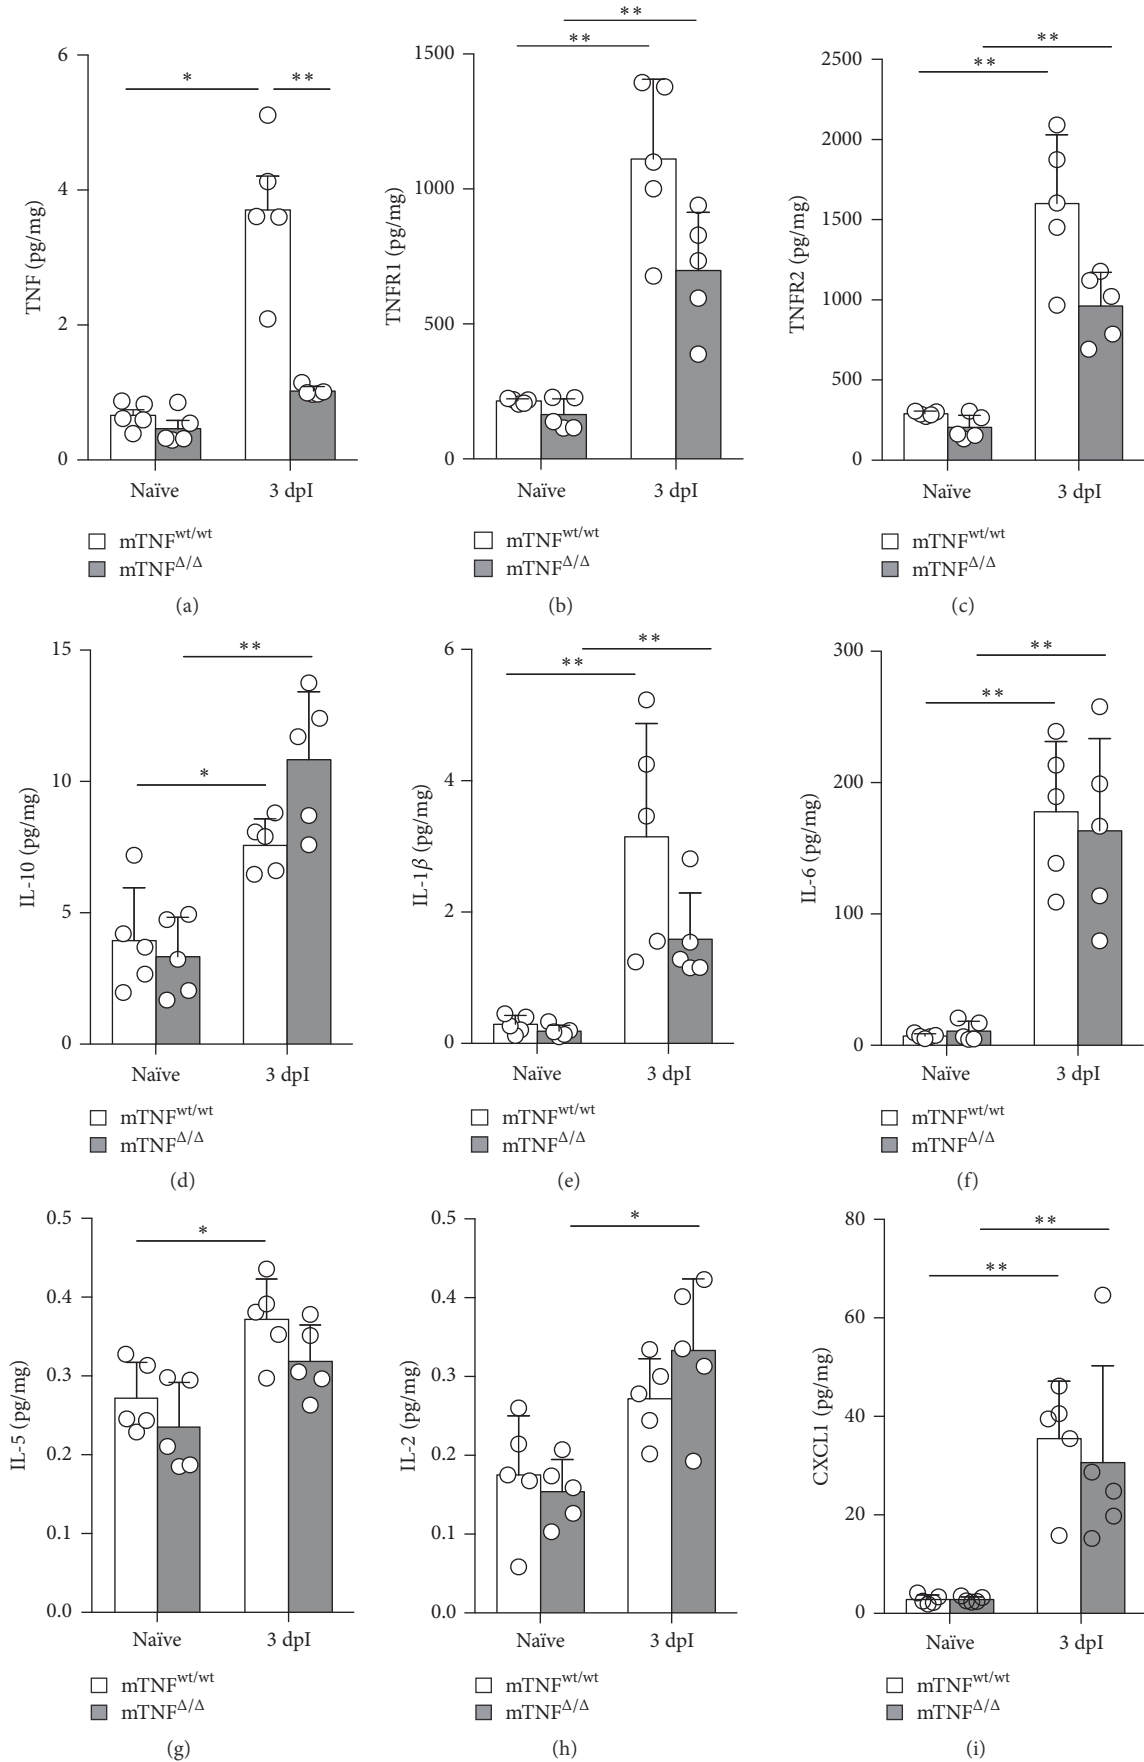 **
**
**
**
**
*
**
6
4
2
0
TNF (pg/mg)
Naïve
3 dpI
mTNF^wt/wt
mTNF^Δ/Δ
(a)
1500
1000
500
0
TNFR1 (pg/mg)
Naïve
3 dpI
mTNF^wt/wt
mTNF^Δ/Δ
(b)
2500
2000
1500
1000
500
0
TNFR2 (pg/mg)
Naïve
3 dpI
mTNF^wt/wt
mTNF^Δ/Δ
(c)
**
*
15
10
5
0
IL-10 (pg/mg)
Naïve
3 dpI
mTNF^wt/wt
mTNF^Δ/Δ
(d)
**
**
6
4
2
0
IL-1β (pg/mg)
Naïve
3 dpI
mTNF^wt/wt
mTNF^Δ/Δ
(e)
**
**
300
200
100
0
IL-6 (pg/mg)
Naïve
3 dpI
mTNF^wt/wt
mTNF^Δ/Δ
(f)
*
0.5
0.4
0.3
0.2
0.1
0.0
IL-5 (pg/mg)
Naïve
3 dpI
mTNF^wt/wt
mTNF^Δ/Δ
(g)
*
0.5
0.4
0.3
0.2
0.1
0.0
IL-2 (pg/mg)
Naïve
3 dpI
mTNF^wt/wt
mTNF^Δ/Δ
(h)
**
**
80
60
40
20
0
CXCL1 (pg/mg)
Naïve
3 dpI
mTNF^wt/wt
mTNF^Δ/Δ
(i)